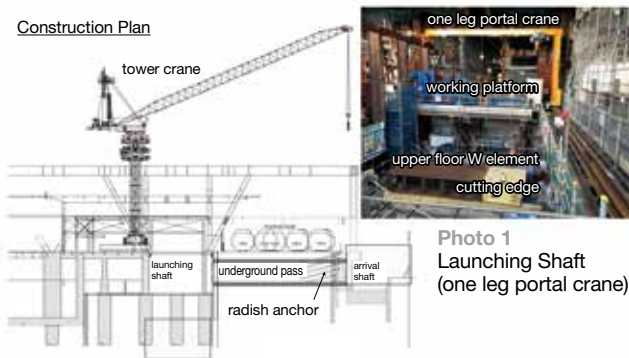 Construction Plan
tower crane
launching
shaft
underground pass
arrival
shaft
radish anchor
one leg portal crane
working platform
upper floor W element
cutting edge
Photo 1
Launching Shaft
(one leg portal crane)